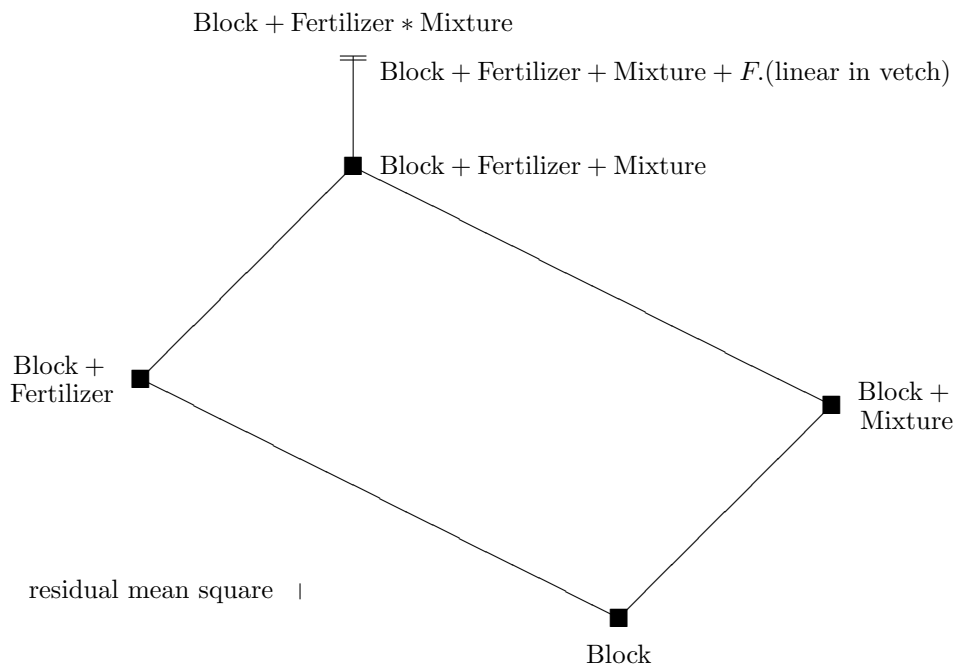 Block + Fertilizer ∗ Mixture
Block + Fertilizer + Mixture + F.(linear in vetch)
Block + Fertilizer + Mixture
Block +
Fertilizer
Block +
Mixture
residual mean square
Block